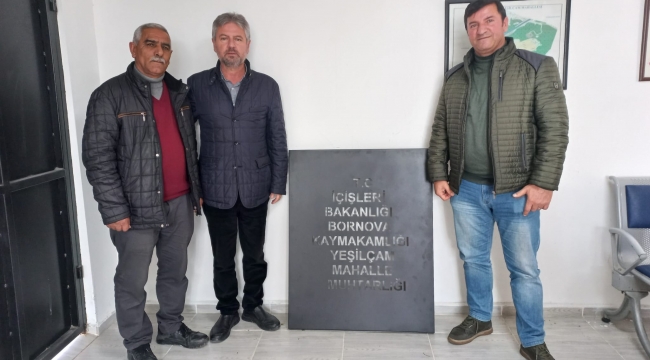 T.C.
İÇİŞLERİ
BAKANLIĞI
BORNOVA
KAYMAKAMLIĞI
YEŞİLÇAM
MAHALLE
MUHTARLIĞI